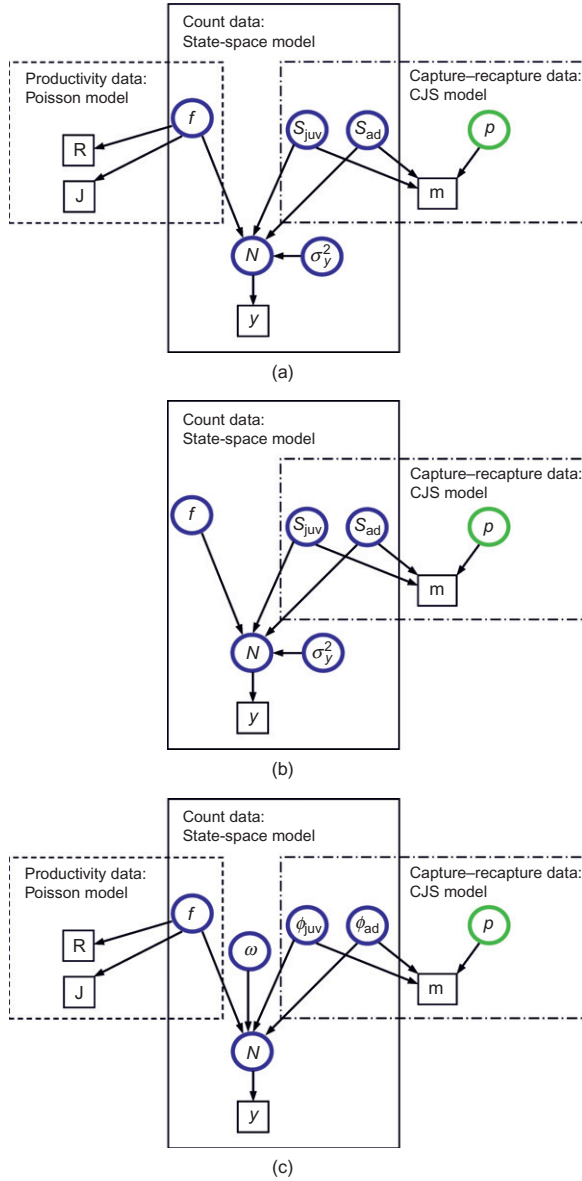 Count data:
State-space model
Productivity data:
Poisson model
Capture–recapture data:
CJS model
f
S_juv
S_ad
p
R
J
m
N
σ_y^2
y
(a)
Count data:
State-space model
Capture–recapture data:
CJS model
f
S_juv
S_ad
p
m
N
σ_y^2
y
(b)
Count data:
State-space model
Productivity data:
Poisson model
Capture–recapture data:
CJS model
f
ϕ_juv
ϕ_ad
p
R
ω
J
m
N
y
(c)